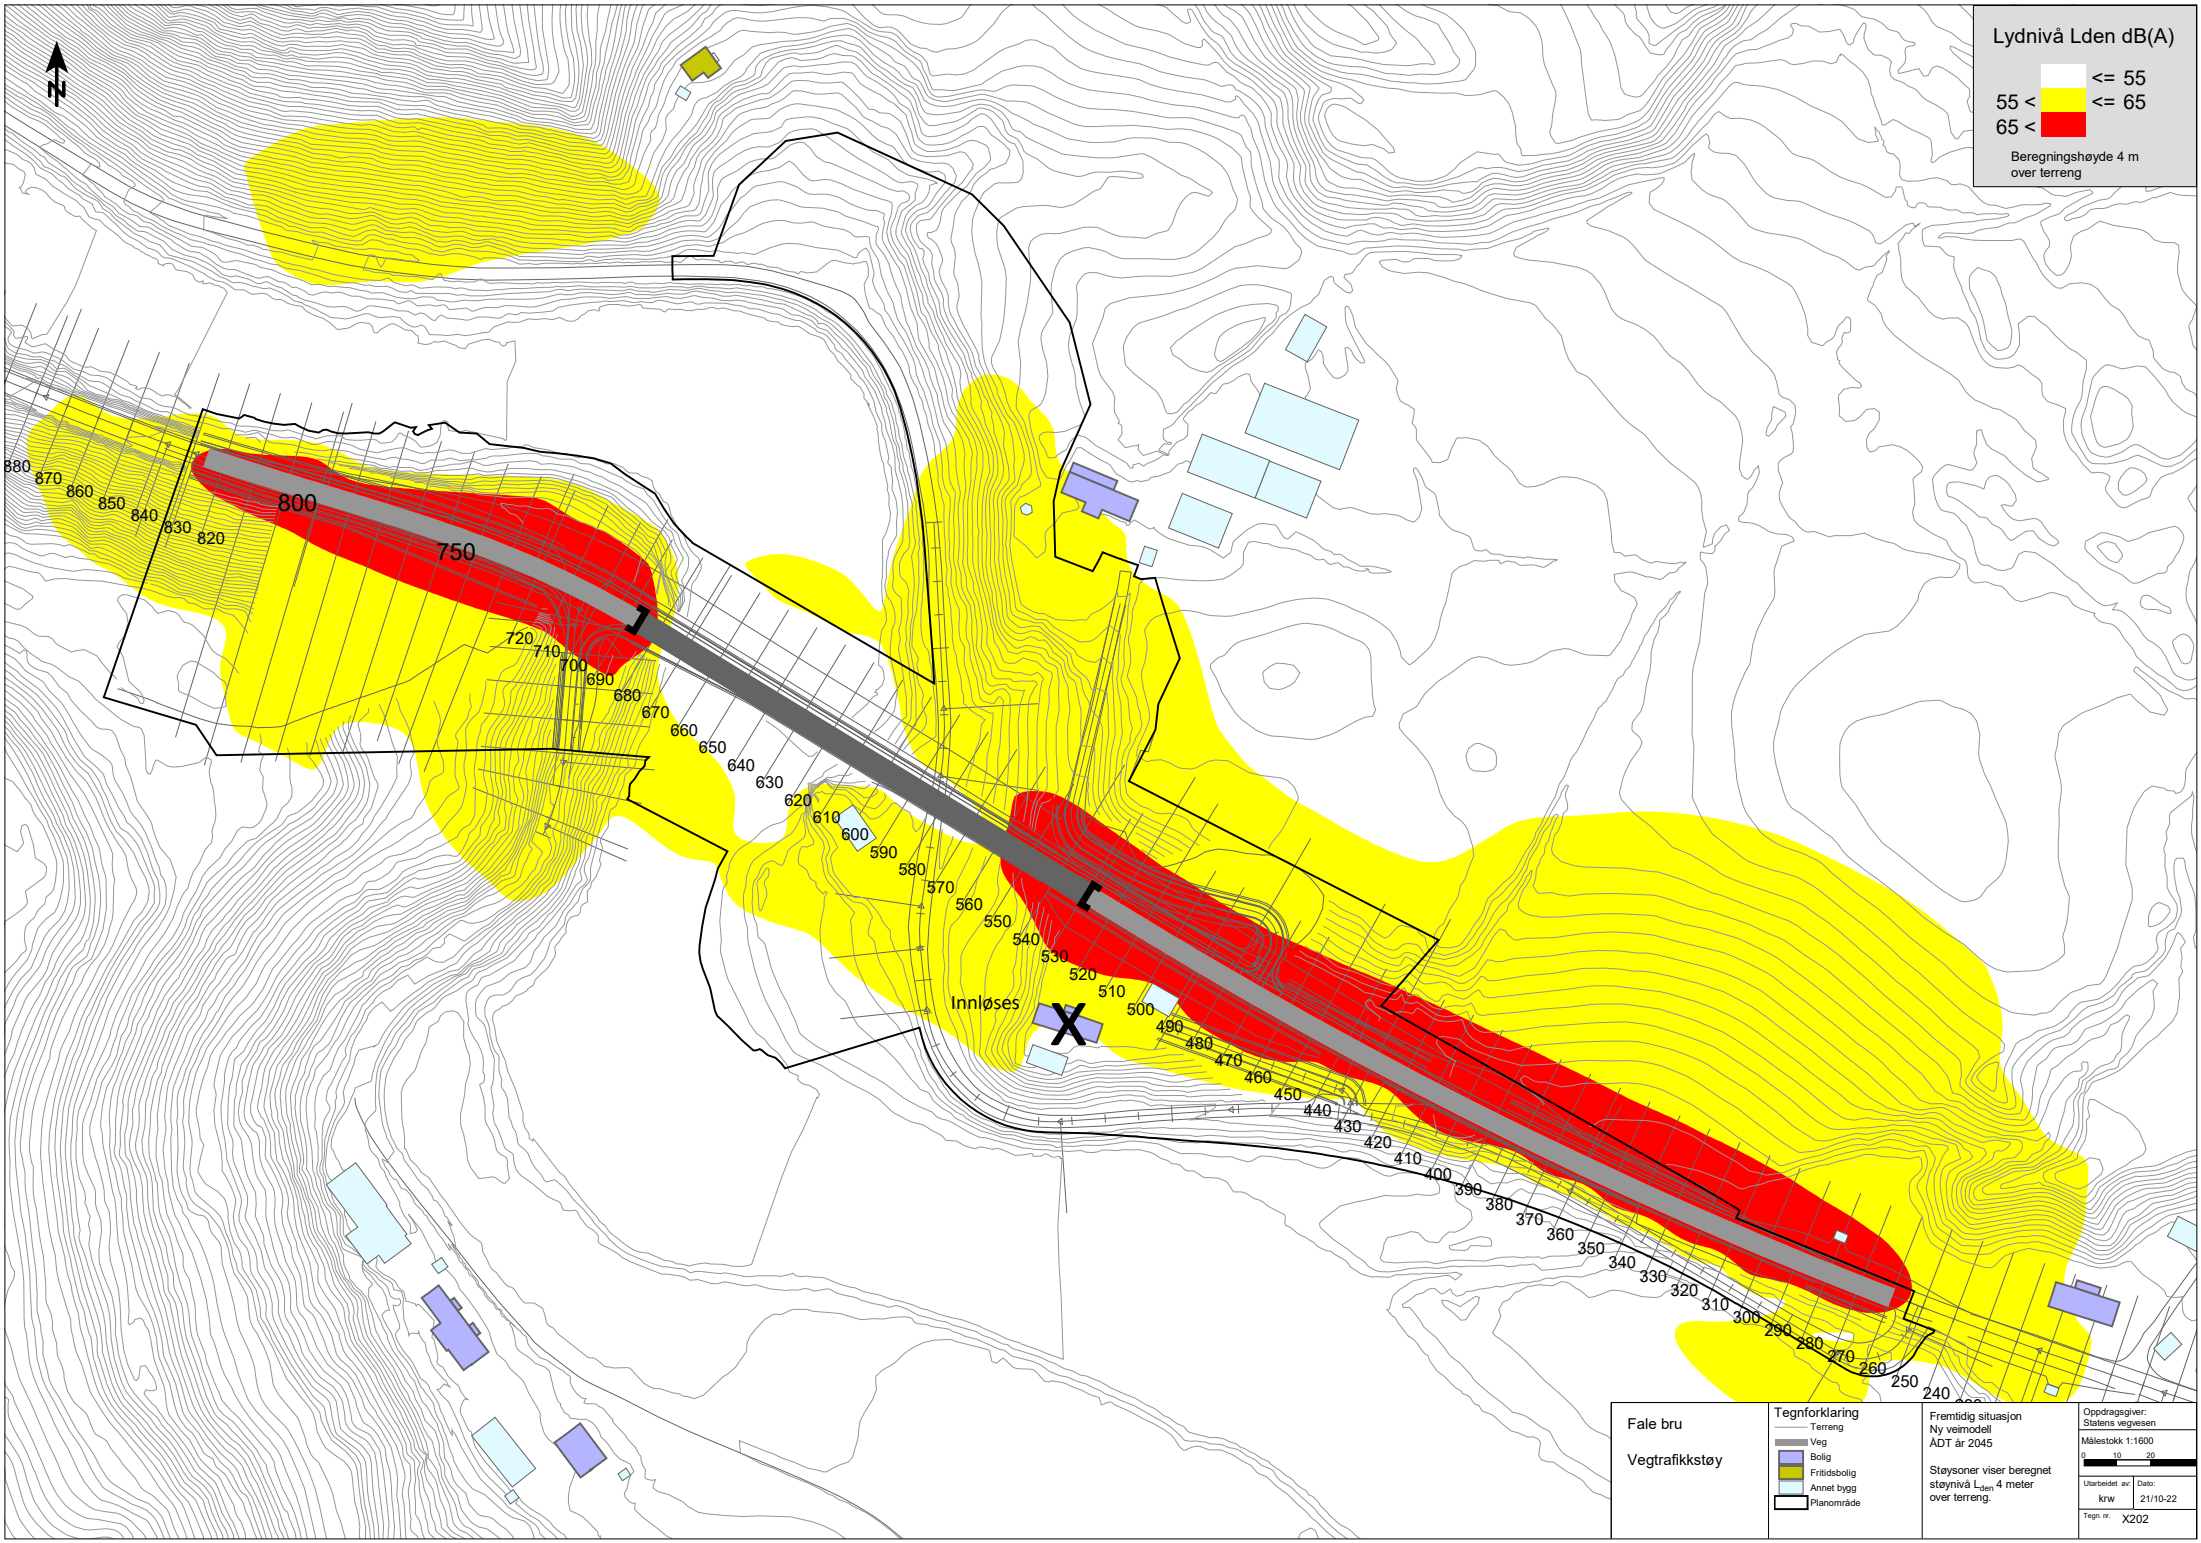 N
Lydnivå Lden dB(A)
<= 55
55 < <= 65
65 <
Beregningshøyde 4 m
over terreng
880
870
860
850
840
830
820
800
750
720
710
700
690
680
670
660
650
640
630
620
610
600
590
580
570
560
550
540
530
520
510
500
490
480
470
460
450
440
430
420
410
400
390
380
370
360
350
340
330
320
310
300
290
280
270
260
250
240
Innløses
X
Fale bru
Vegtrafikkstøy
Tegnforklaring
Terreng
Veg
Bolig
Fritidsbolig
Annet bygg
Planområde
Fremtidig situasjon
Ny veimodell
ÅDT år 2045
Støysoner viser beregnet
støynivå Lden 4 meter
over terreng.
Oppdragsgiver:
Statens vegvesen
Målestokk 1:1600
0 10 20
Utarbeidet av: Dato:
krw 21/10-22
Tegn. nr. X202